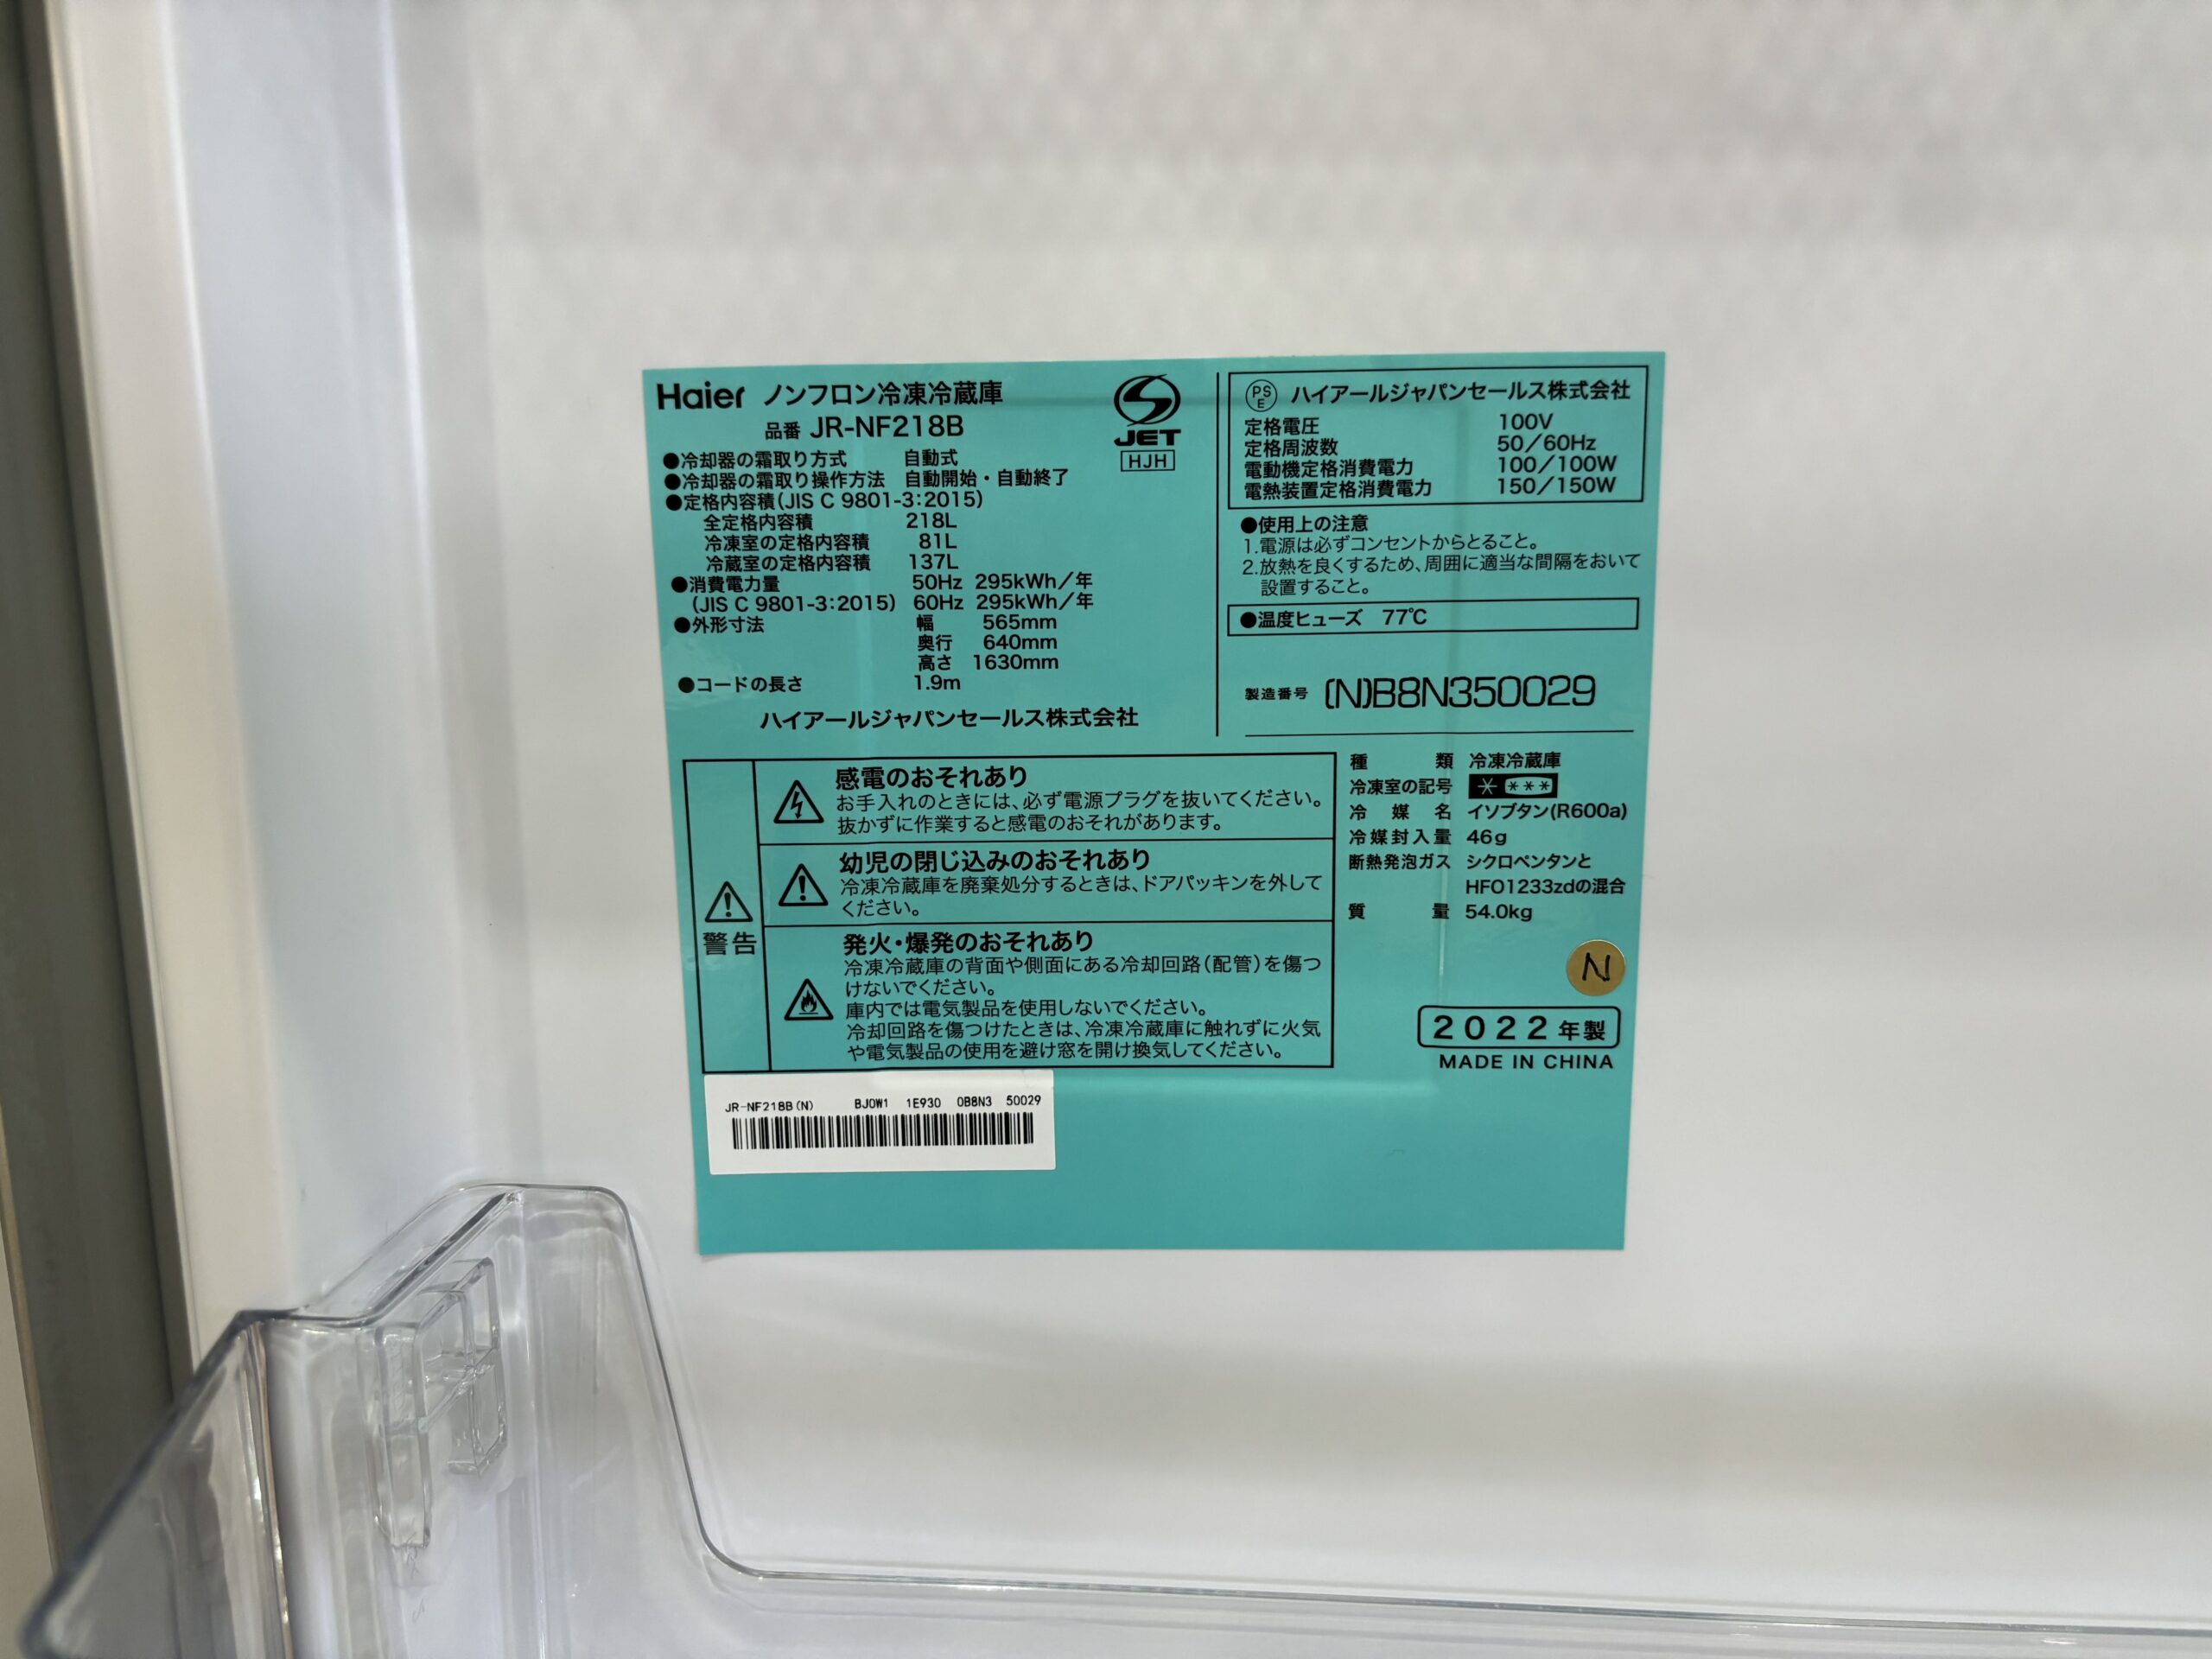 Haier ノンフロン冷凍冷蔵庫
品番 JR-NF218B
JET
HJH
●冷却器の霜取り方式 自動式
●冷却器の霜取り操作方法 自動開始・自動終了
●定格内容積(JIS C 9801-3:2015)
全定格内容積 218L
冷凍室の定格内容積 81L
冷蔵室の定格内容積 137L
●消費電力量 50Hz 295kWh/年
(JIS C 9801-3:2015) 60Hz 295kWh/年
●外形寸法 幅 565mm
奥行 640mm
高さ 1630mm
●コードの長さ 1.9m
ハイアールジャパンセールス株式会社
PS
E
ハイアールジャパンセールス株式会社
定格電圧 100V
定格周波数 50/60Hz
電動機定格消費電力 100/100W
電熱装置定格消費電力 150/150W
●使用上の注意
1.電源は必ずコンセントからとること。
2.放熱を良くするため、周囲に適当な間隔をおいて
設置すること。
●温度ヒューズ 77℃
製造番号 (N)B8N350029
警告
感電のおそれあり
お手入れのときには、必ず電源プラグを抜いてください。
抜かずに作業すると感電のおそれがあります。
幼児の閉じ込みのおそれあり
冷凍冷蔵庫を廃棄処分するときは、ドアパッキンを外して
ください。
発火・爆発のおそれあり
冷凍冷蔵庫の背面や側面にある冷却回路(配管)を傷つ
けないでください。
庫内では電気製品を使用しないでください。
冷却回路を傷つけたときは、冷凍冷蔵庫に触れずに火気
や電気製品の使用を避け窓を開け換気してください。
種類 冷凍冷蔵庫
冷凍室の記号 * ***
冷媒名 イソブタン(R600a)
冷媒封入量 46g
断熱発泡ガス シクロペンタンと
HFO1233zdの混合
質量 54.0kg
N
2022年製
MADE IN CHINA
JR-NF218B(N) BJ0W1 1E930 0B8N3 50029